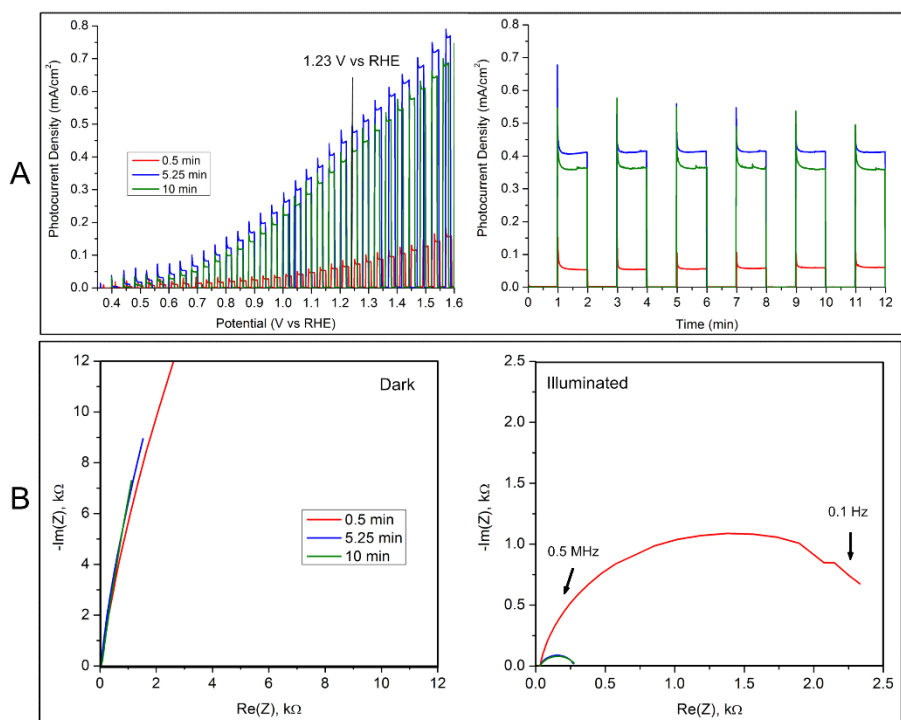 A
Photocurrent Density (mA/cm²)
0.8
0.7
0.6
0.5
0.4
0.3
0.2
0.1
0.0
1.23 V vs RHE
0.5 min
5.25 min
10 min
0.4 0.5 0.6 0.7 0.8 0.9 1.0 1.1 1.2 1.3 1.4 1.5 1.6
Potential (V vs RHE)
Photocurrent Density (mA/cm²)
0.8
0.7
0.6
0.5
0.4
0.3
0.2
0.1
0.0
0 1 2 3 4 5 6 7 8 9 10 11 12
Time (min)
B
-Im(Z), kΩ
12
10
8
6
4
2
0
Dark
0.5 min
5.25 min
10 min
0 2 4 6 8 10 12
Re(Z), kΩ
-Im(Z), kΩ
2.5
2.0
1.5
1.0
0.5
0.0
Illuminated
0.5 MHz
0.1 Hz
0.0 0.5 1.0 1.5 2.0 2.5
Re(Z), kΩ